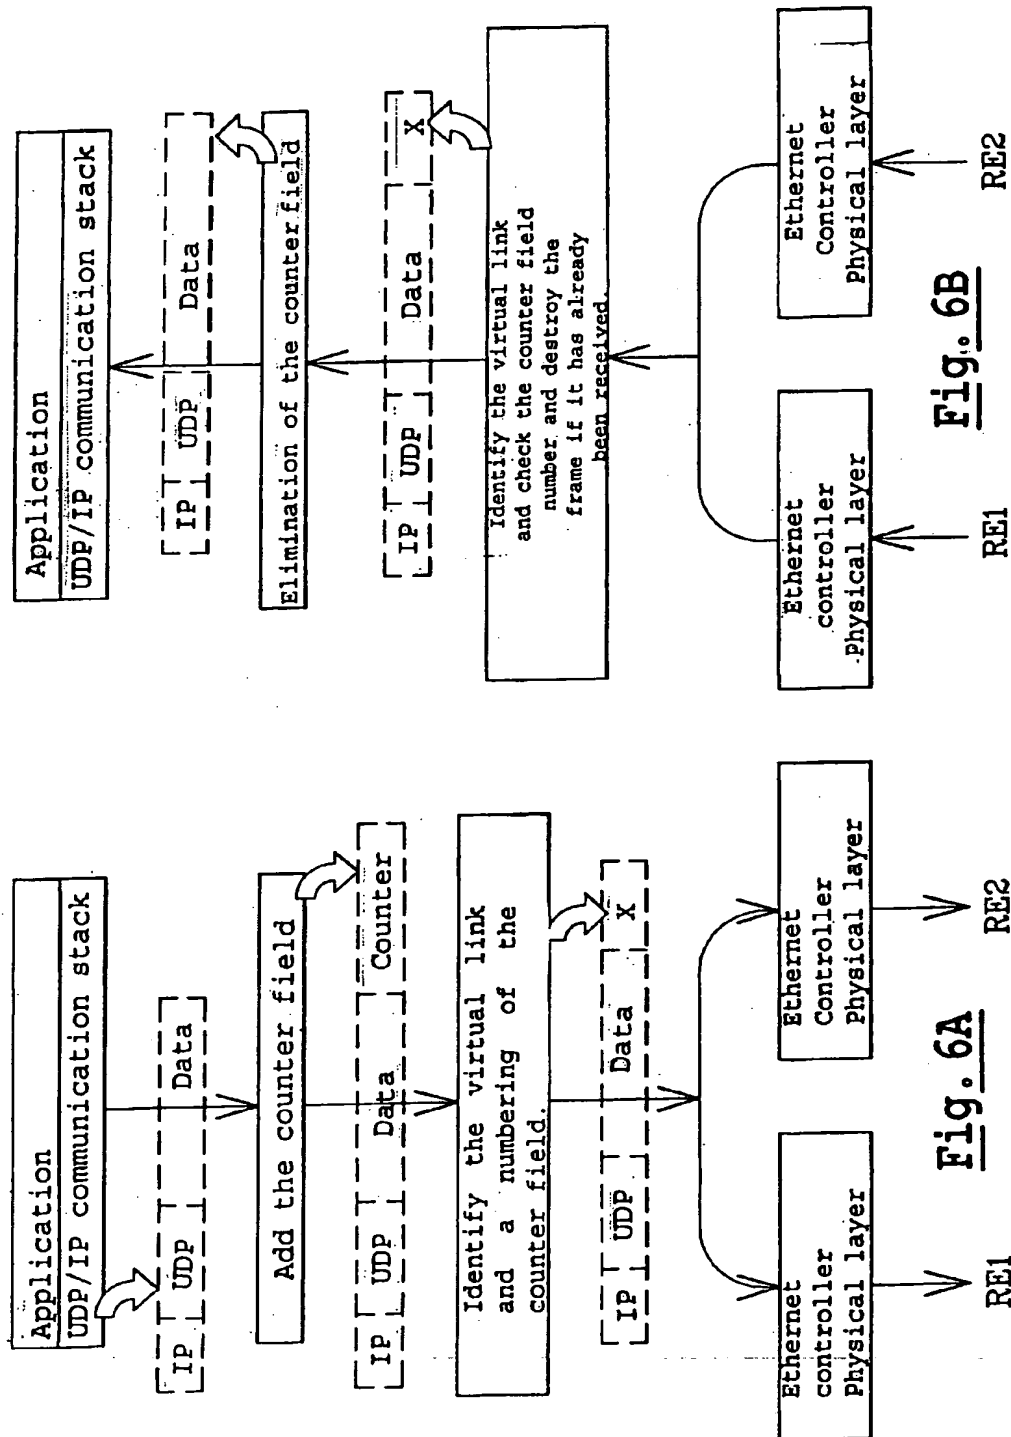 Application
UDP/IP communication stack
IP UDP Data
Add the counter field
IP UDP Data Counter
Identify the virtual link
and a numbering of the
counter field.
IP UDP Data X
Ethernet
controller
Physical layer
Ethernet
Controller
Physical layer
RE1
RE2
Fig. 6A
Application
UDP/IP communication stack
IP UDP Data
Elimination of the counter field
IP UDP Data X
Identify the virtual link
and check the counter field
number and destroy the
frame if it has already
been received.
Ethernet
controller
Physical layer
Ethernet
Controller
Physical layer
RE1
RE2
Fig. 6B